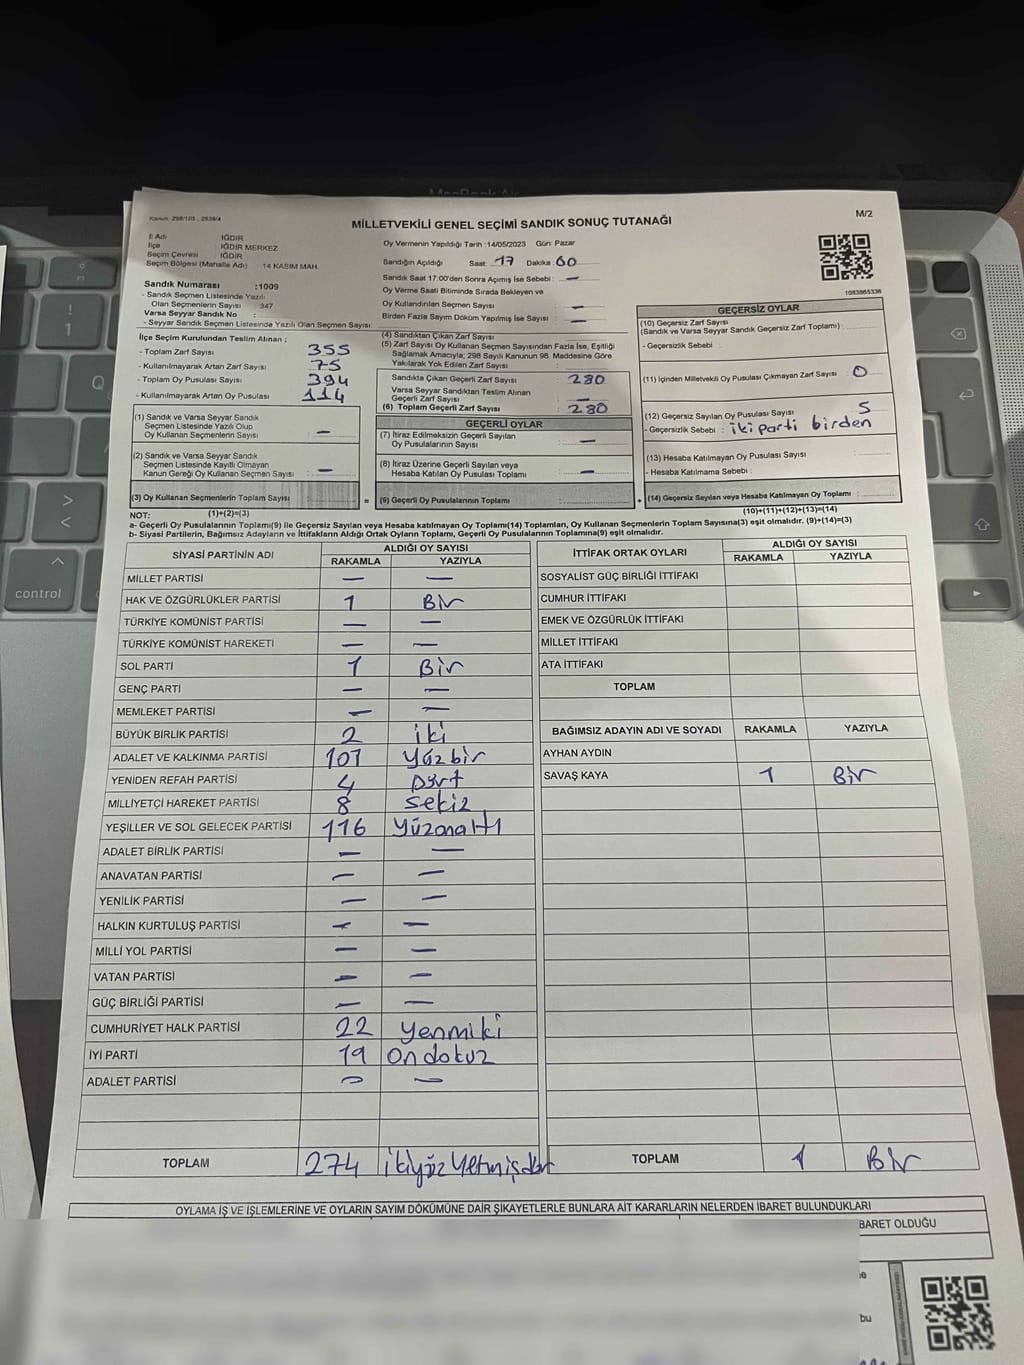 MacBook Air
Kanun: 298/105 , 2839/4
MİLLETVEKİLİ GENEL SEÇİMİ SANDIK SONUÇ TUTANAĞI
M/2
İl Adı : IĞDIR
İlçe : IĞDIR MERKEZ
Seçim Çevresi : IĞDIR
Seçim Bölgesi (Mahalle Adı) : 14 KASIM MAH.
Sandık Numarası :1009
- Sandık Seçmen Listesinde Yazılı
Olan Seçmenlerin Sayısı : 347
Varsa Seyyar Sandık No :
- Seyyar Sandık Seçmen Listesinde Yazılı Olan Seçmen Sayısı:
Oy Vermenin Yapıldığı Tarih :14/05/2023 Gün: Pazar
Sandığın Açıldığı Saat: 17 Dakika: 00
Sandık Saat 17.00'den Sonra Açımış İse Sebebi : —
Oy Verme Saati Bitiminde Sırada Bekleyen ve
Oy Kullandırılan Seçmen Sayısı : —
Birden Fazla Sayım Döküm Yapılmış İse Sayısı : —
1083865336
İlçe Seçim Kurulundan Teslim Alınan ;
- Toplam Zarf Sayısı : 355
- Kullanılmayarak Artan Zarf Sayısı : 75
- Toplam Oy Pusulası Sayısı : 394
- Kullanılmayarak Artan Oy Pusulası : 114
(1) Sandık ve Varsa Seyyar Sandık
Seçmen Listesinde Yazılı Olup
Oy Kullanan Seçmenlerin Sayısı : —
(2) Sandık ve Varsa Seyyar Sandık
Seçmen Listesinde Kayıtlı Olmayan
Kanun Gereği Oy Kullanan Seçmen Sayısı : —
(3) Oy Kullanan Seçmenlerin Toplam Sayısı :
(4) Sandıktan Çıkan Zarf Sayısı :
(5) Zarf Sayısı Oy Kullanan Seçmen Sayısından Fazla İse, Eşitliği
Sağlamak Amacıyla; 298 Sayılı Kanunun 98. Maddesine Göre
Yakılarak Yok Edilen Zarf Sayısı :
Sandıkta Çıkan Geçerli Zarf Sayısı : 280
Varsa Seyyar Sandıktan Teslim Alınan
Geçerli Zarf Sayısı : —
(6) Toplam Geçerli Zarf Sayısı : 280
GEÇERLİ OYLAR
(7) İtiraz Edilmeksizin Geçerli Sayılan
Oy Pusulalarının Sayısı : —
(8) İtiraz Üzerine Geçerli Sayılan veya
Hesaba Katılan Oy Pusulası Toplamı : —
= (9) Geçerli Oy Pusulalarının Toplamı :
GEÇERSİZ OYLAR
(10) Geçersiz Zarf Sayısı
(Sandık ve Varsa Seyyar Sandık Geçersiz Zarf Toplamı) :
- Geçersizlik Sebebi :
(11) İçinden Milletvekili Oy Pusulası Çıkmayan Zarf Sayısı : 0
(12) Geçersiz Sayılan Oy Pusulası Sayısı : 5
- Geçersizlik Sebebi : iki parti birden
(13) Hesaba Katılmayan Oy Pusulası Sayısı :
- Hesaba Katılmama Sebebi :
+ (14) Geçersiz Sayılan veya Hesaba Katılmayan Oy Toplamı :
NOT: (1)+(2)=(3)
(10)+(11)+(12)+(13)=(14)
a- Geçerli Oy Pusulalarının Toplamı(9) ile Geçersiz Sayılan veya Hesaba katılmayan Oy Toplamı(14) Toplamları, Oy Kullanan Seçmenlerin Toplam Sayısına(3) eşit olmalıdır. (9)+(14)=(3)
b- Siyasi Partilerin, Bağımsız Adayların ve İttifakların Aldığı Ortak Oyların Toplamı, Geçerli Oy Pusulalarının Toplamına(9) eşit olmalıdır.
SİYASİ PARTİNİN ADI ALDIĞI OY SAYISI
RAKAMLA YAZIYLA
MİLLET PARTİSİ — —
HAK VE ÖZGÜRLÜKLER PARTİSİ 1 Bir
TÜRKİYE KOMÜNİST PARTİSİ — —
TÜRKİYE KOMÜNİST HAREKETİ — —
SOL PARTİ 1 Bir
GENÇ PARTİ — —
MEMLEKET PARTİSİ — —
BÜYÜK BİRLİK PARTİSİ 2 iki
ADALET VE KALKINMA PARTİSİ 101 Yüzbir
YENİDEN REFAH PARTİSİ 4 Dört
MİLLİYETÇİ HAREKET PARTİSİ 8 Sekiz
YEŞİLLER VE SOL GELECEK PARTİSİ 116 Yüzonaltı
ADALET BİRLİK PARTİSİ — —
ANAVATAN PARTİSİ — —
YENİLİK PARTİSİ — —
HALKIN KURTULUŞ PARTİSİ — —
MİLLİ YOL PARTİSİ — —
VATAN PARTİSİ — —
GÜÇ BİRLİĞİ PARTİSİ — —
CUMHURİYET HALK PARTİSİ 22 Yenmiki
İYİ PARTİ 19 Ondokuz
ADALET PARTİSİ — —
TOPLAM 274
İTTİFAK ORTAK OYLARI ALDIĞI OY SAYISI
RAKAMLA YAZIYLA
SOSYALİST GÜÇ BİRLİĞİ İTTİFAKI
CUMHUR İTTİFAKI
EMEK VE ÖZGÜRLÜK İTTİFAKI
MİLLET İTTİFAKI
ATA İTTİFAKI
TOPLAM
BAĞIMSIZ ADAYIN ADI VE SOYADI RAKAMLA YAZIYLA
AYHAN AYDIN
SAVAŞ KAYA 1 Bir
TOPLAM 1 Bir
OYLAMA İŞ VE İŞLEMLERİNE VE OYLARIN SAYIM DÖKÜMÜNE DAİR ŞİKAYETLERLE BUNLARA AİT KARARLARIN NELERDEN İBARET BULUNDUKLARI
BARET OLDUĞU
bu
! 1
Q
> <
control